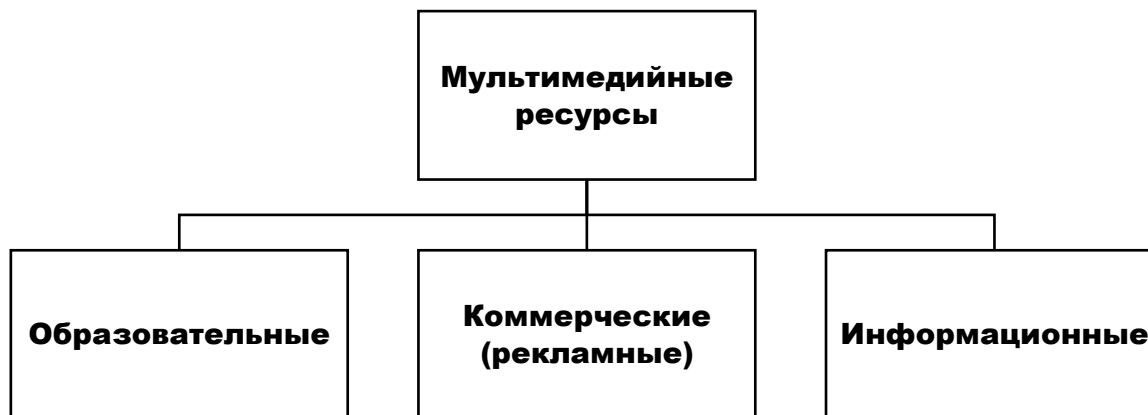 Мультимедийные
ресурсы
Образовательные
Коммерческие
(рекламные)
Информационные